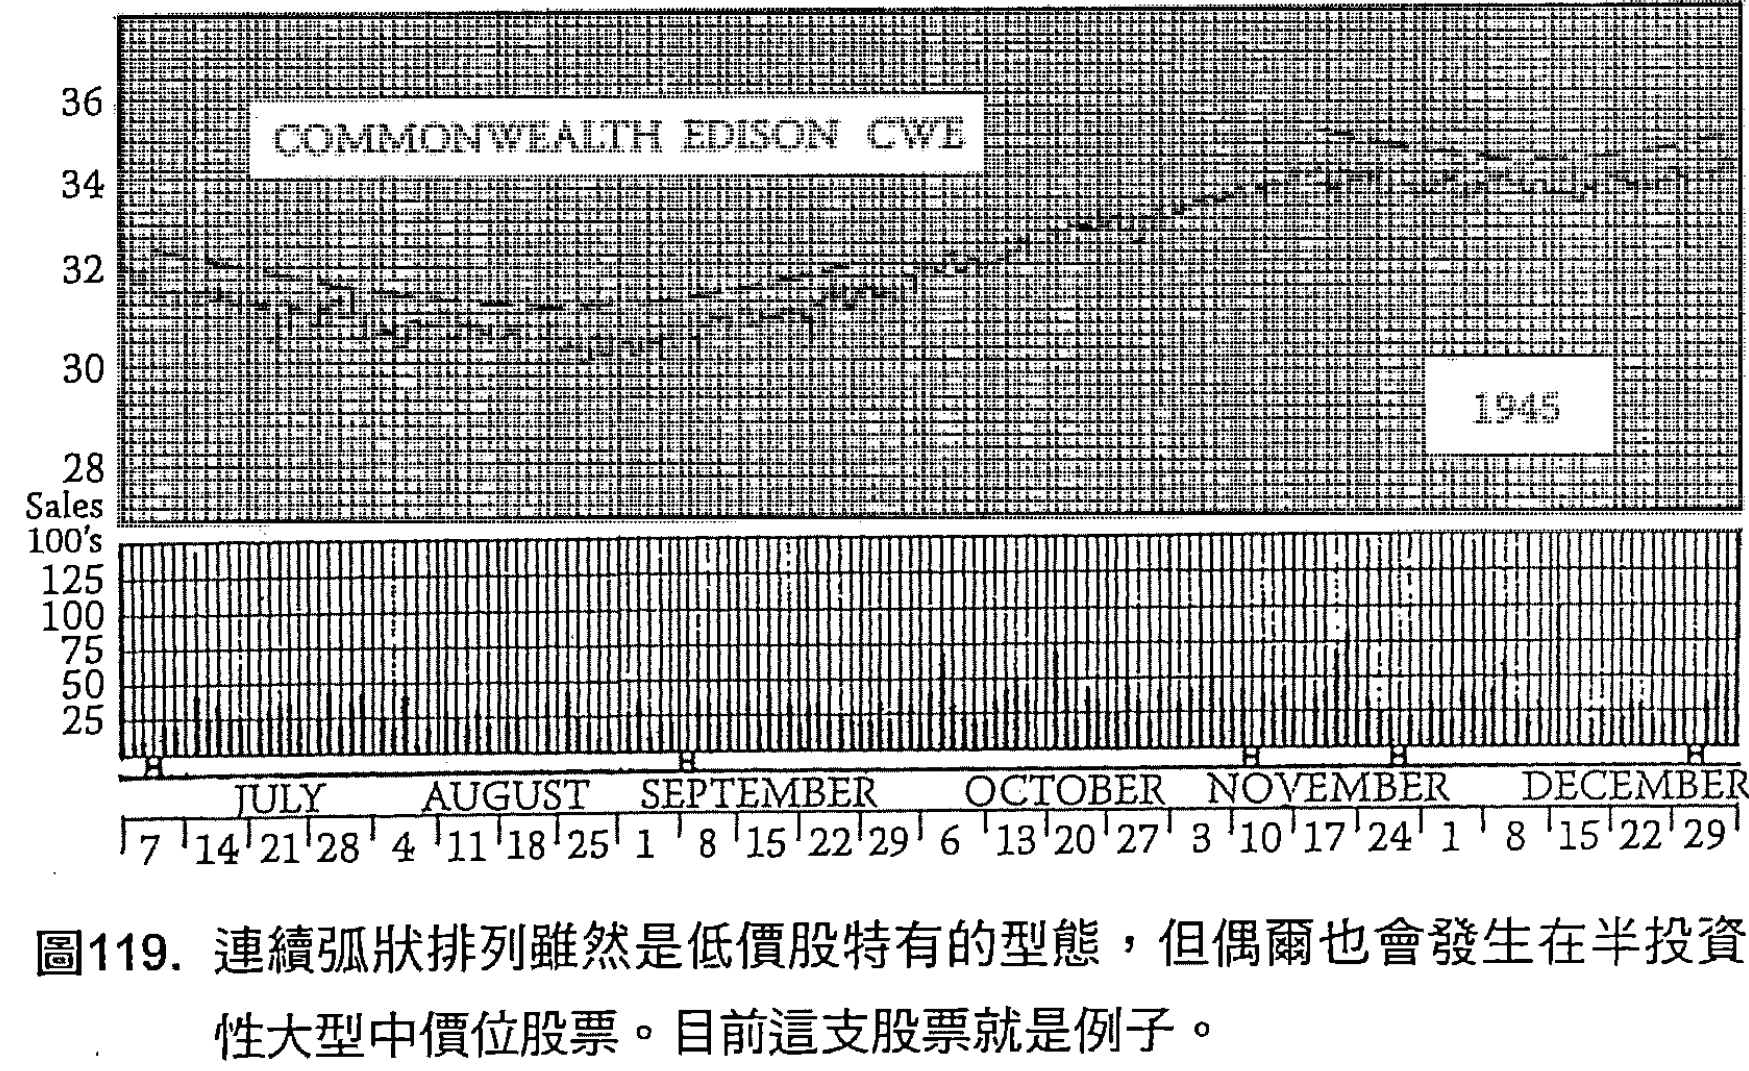 36
COMMONWEALTH EDISON CWE
34
32
30
1945
28
Sales
100's
125
100
75
50
25
H H H H H
JULY AUGUST SEPTEMBER OCTOBER NOVEMBER DECEMBER
7 14 21 28 4 11 18 25 1 8 15 22 29 6 13 20 27 3 10 17 24 1 8 15 22 29
圖119. 連續弧狀排列雖然是低價股特有的型態，但偶爾也會發生在半投資
性大型中價位股票。目前這支股票就是例子。